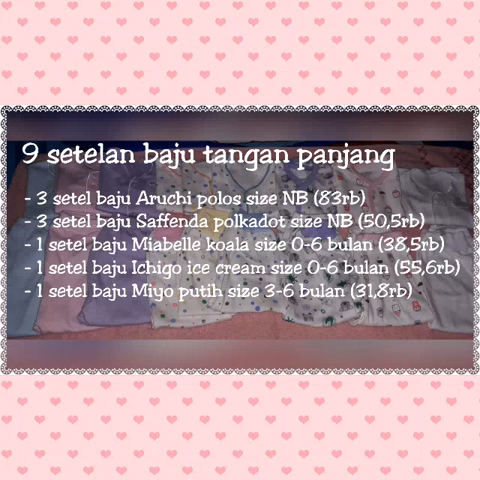 9 setelan baju tangan panjang
- 3 setel baju Aruchi polos size NB (83rb)
- 3 setel baju Saffenda polkadot size NB (50,5rb)
- 1 setel baju Miabelle koala size 0-6 bulan (38,5rb)
- 1 setel baju Ichigo ice cream size 0-6 bulan (55,6rb)
- 1 setel baju Miyo putih size 3-6 bulan (31,8rb)